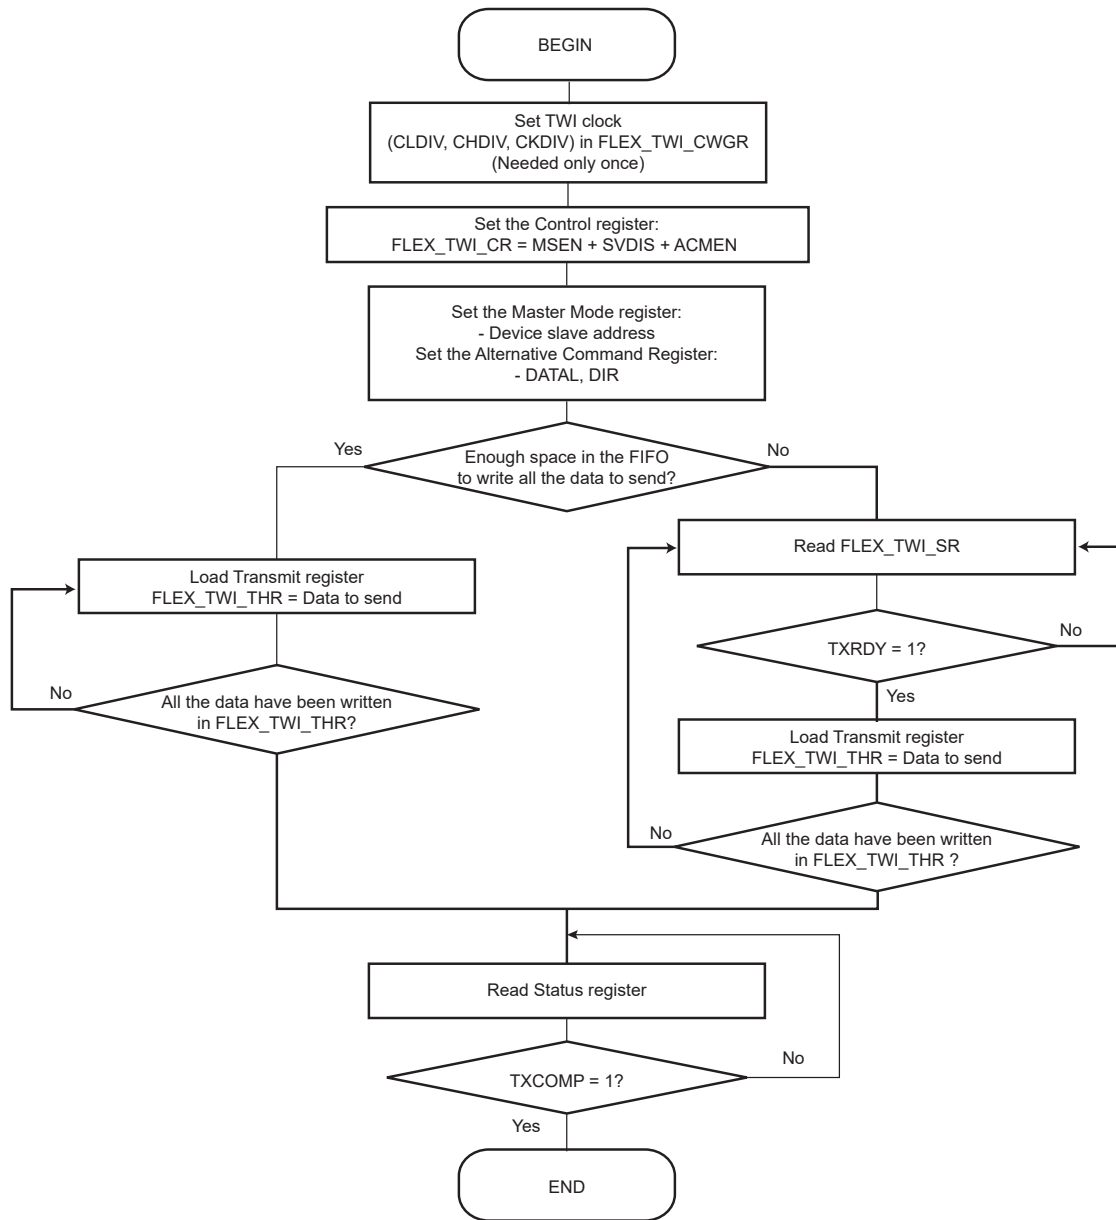 BEGIN
Set TWI clock
(CLDIV, CHDIV, CKDIV) in FLEX_TWI_CWGR
(Needed only once)
Set the Control register:
FLEX_TWI_CR = MSEN + SVDIS + ACMEN
Set the Master Mode register:
- Device slave address
Set the Alternative Command Register:
- DATAL, DIR
Yes
Enough space in the FIFO
to write all the data to send?
No
Load Transmit register
FLEX_TWI_THR = Data to send
No
All the data have been written
in FLEX_TWI_THR?
Read FLEX_TWI_SR
TXRDY = 1?
No
Yes
Load Transmit register
FLEX_TWI_THR = Data to send
No
All the data have been written
in FLEX_TWI_THR ?
Read Status register
TXCOMP = 1?
No
Yes
END